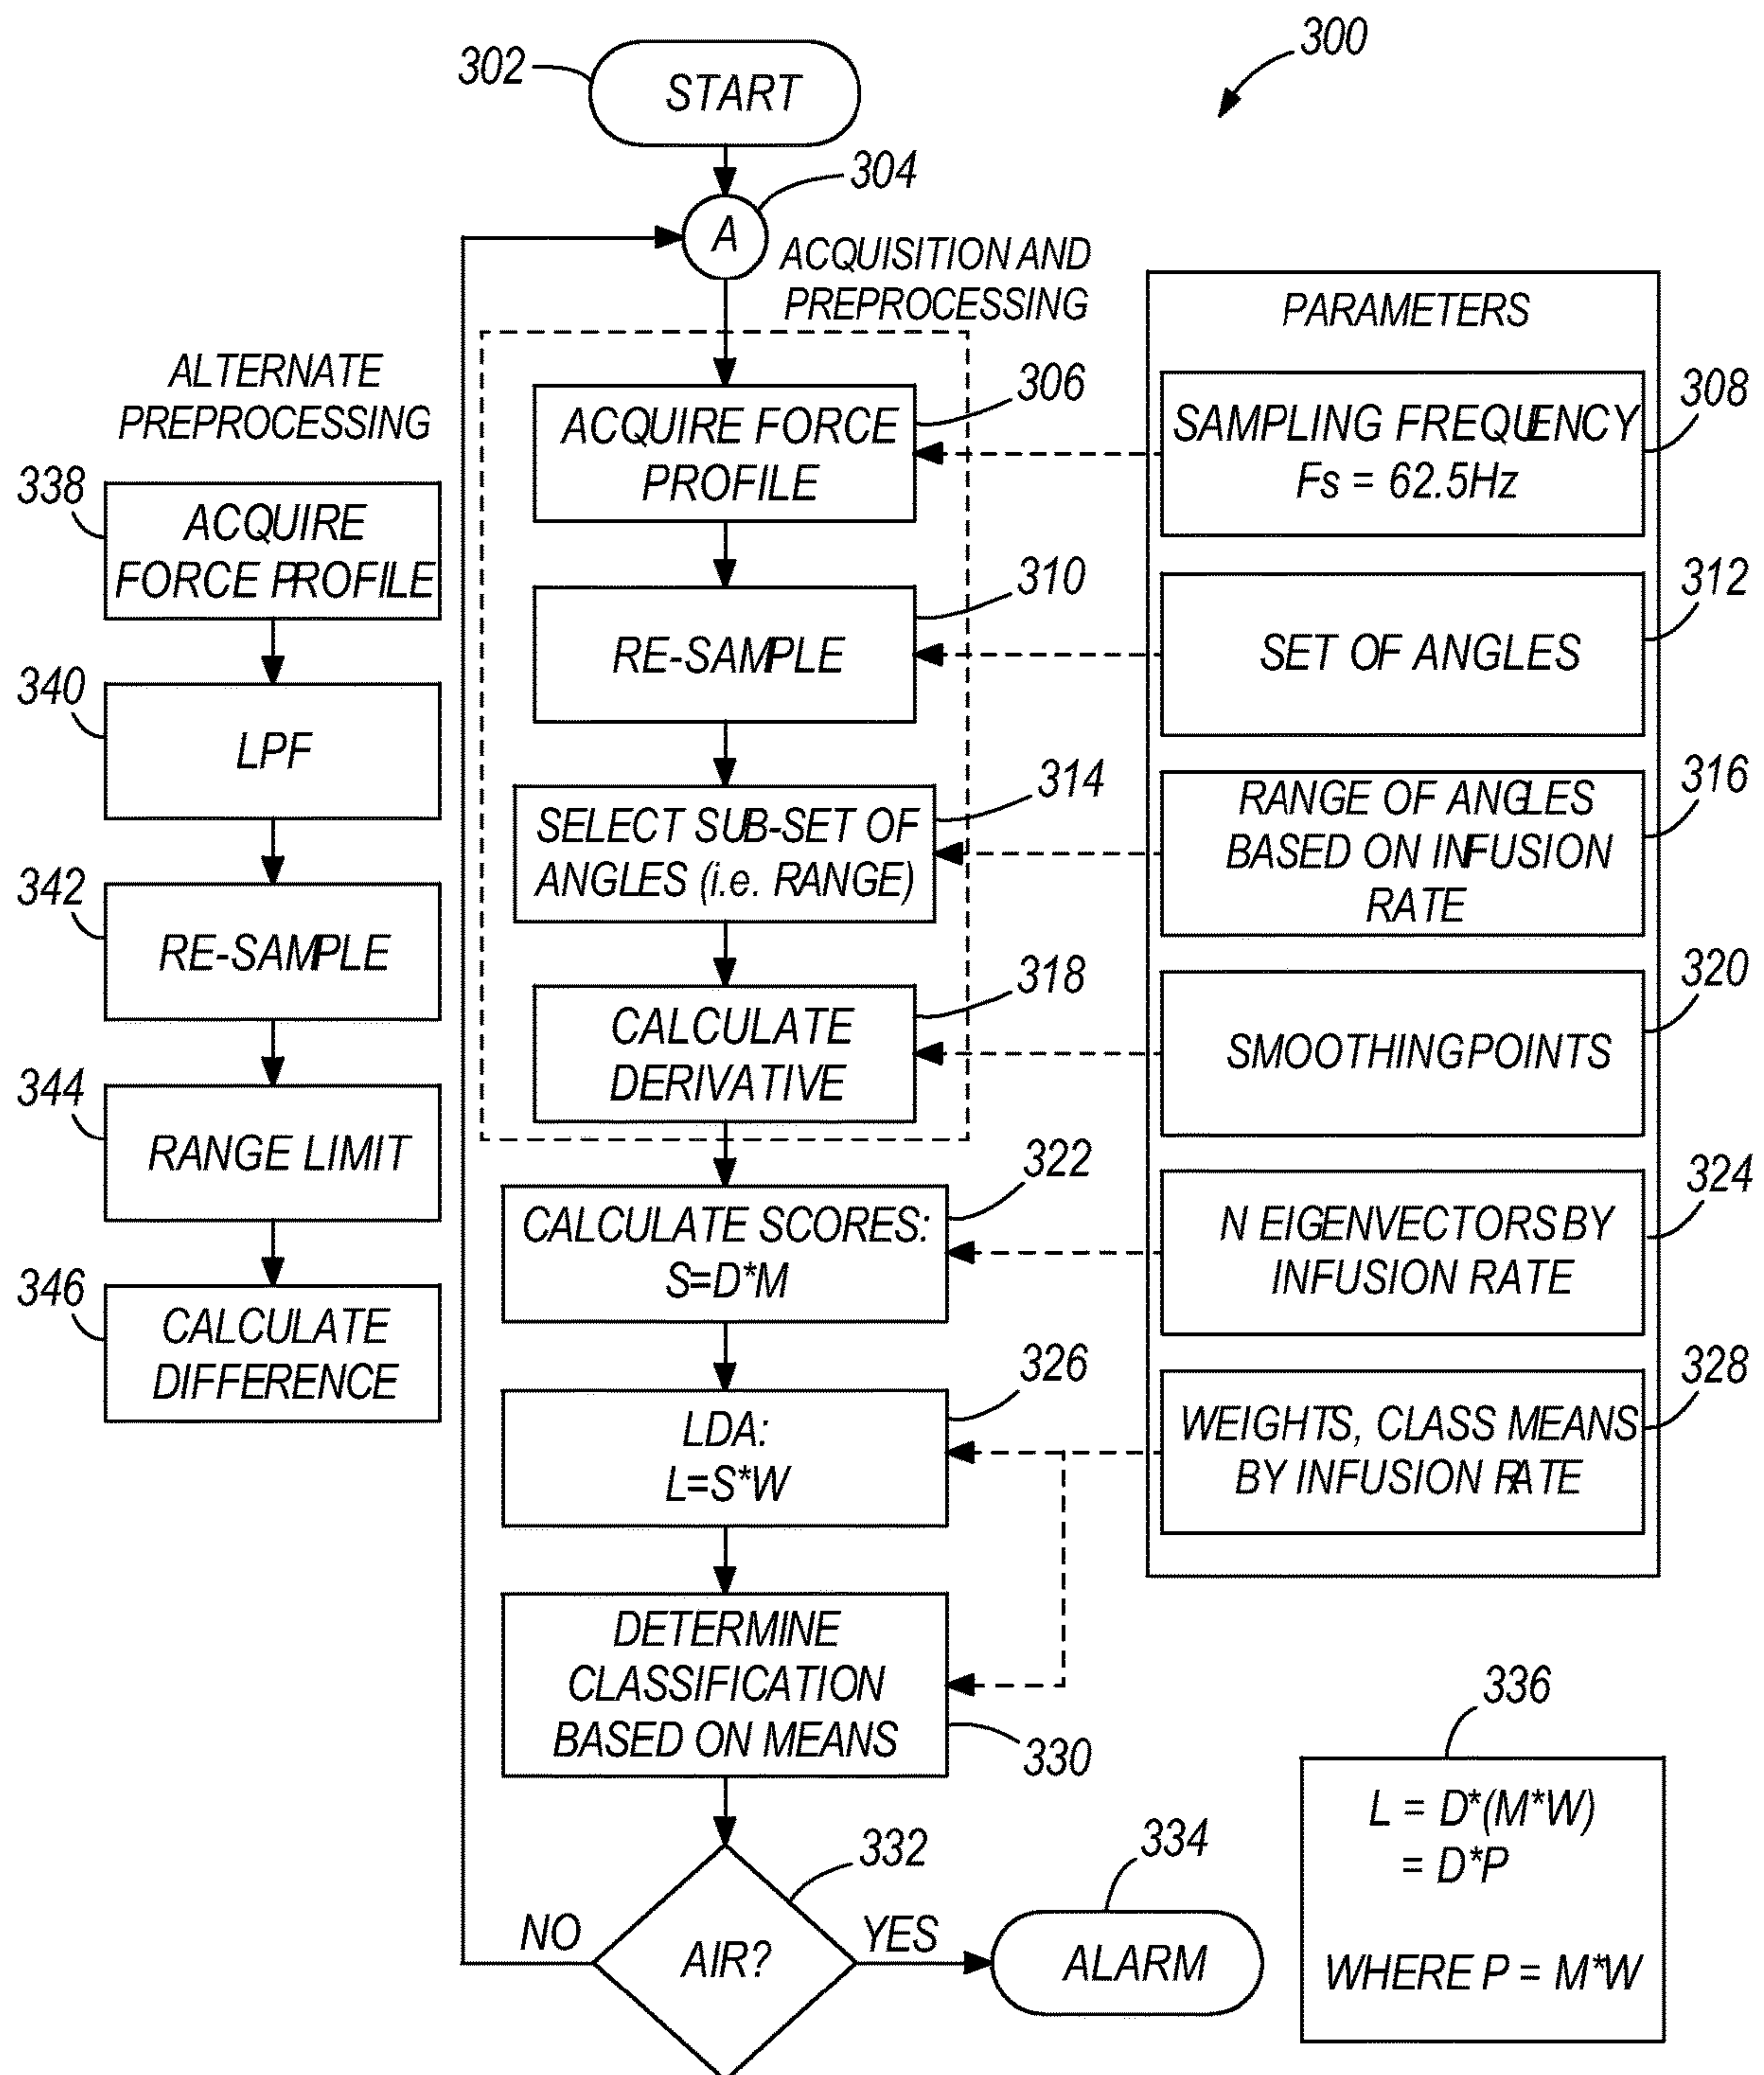 300
302
START
304
A
ACQUISITION AND
PREPROCESSING
PARAMETERS
ALTERNATE
PREPROCESSING
306
ACQUIRE FORCE
PROFILE
308
SAMPLING FREQUENCY
Fs = 62.5Hz
338
ACQUIRE
FORCE PROFILE
310
RE-SAMPLE
312
SET OF ANGLES
340
LPF
314
SELECT SUB-SET OF
ANGLES (i.e. RANGE)
316
RANGE OF ANGLES
BASED ON INFUSION
RATE
342
RE-SAMPLE
318
CALCULATE
DERIVATIVE
320
SMOOTHING POINTS
344
RANGE LIMIT
322
CALCULATE SCORES:
S=D*M
324
N EIGENVECTORS BY
INFUSION RATE
346
CALCULATE
DIFFERENCE
326
LDA:
L=S*W
328
WEIGHTS, CLASS MEANS
BY INFUSION RATE
DETERMINE
CLASSIFICATION
BASED ON MEANS
330
332
AIR?
NO
YES
334
ALARM
336
L = D*(M*W)
= D*P
WHERE P = M*W